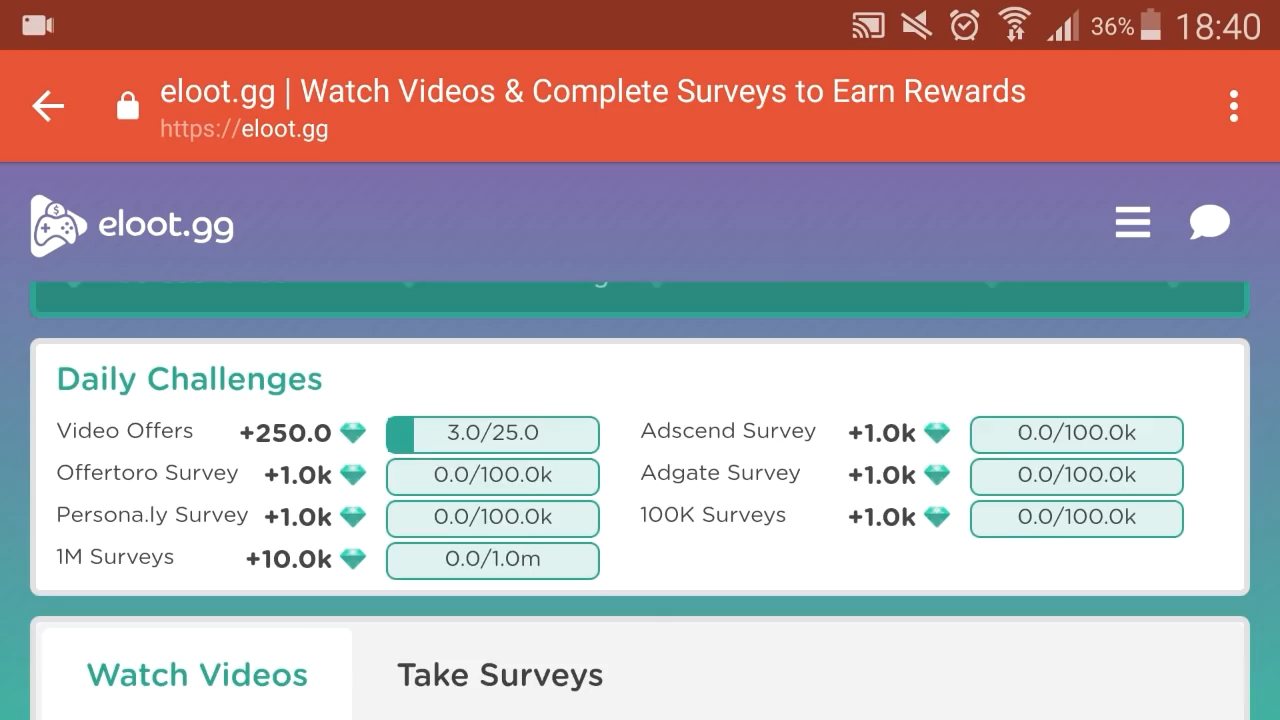 36% 18:40
eloot.gg | Watch Videos & Complete Surveys to Earn Rewards
https://eloot.gg
eloot.gg
Daily Challenges
Video Offers +250.0 3.0/25.0
Adscend Survey +1.0k 0.0/100.0k
Offertoro Survey +1.0k 0.0/100.0k
Adgate Survey +1.0k 0.0/100.0k
Persona.ly Survey +1.0k 0.0/100.0k
100K Surveys +1.0k 0.0/100.0k
1M Surveys +10.0k 0.0/1.0m
Watch Videos Take Surveys